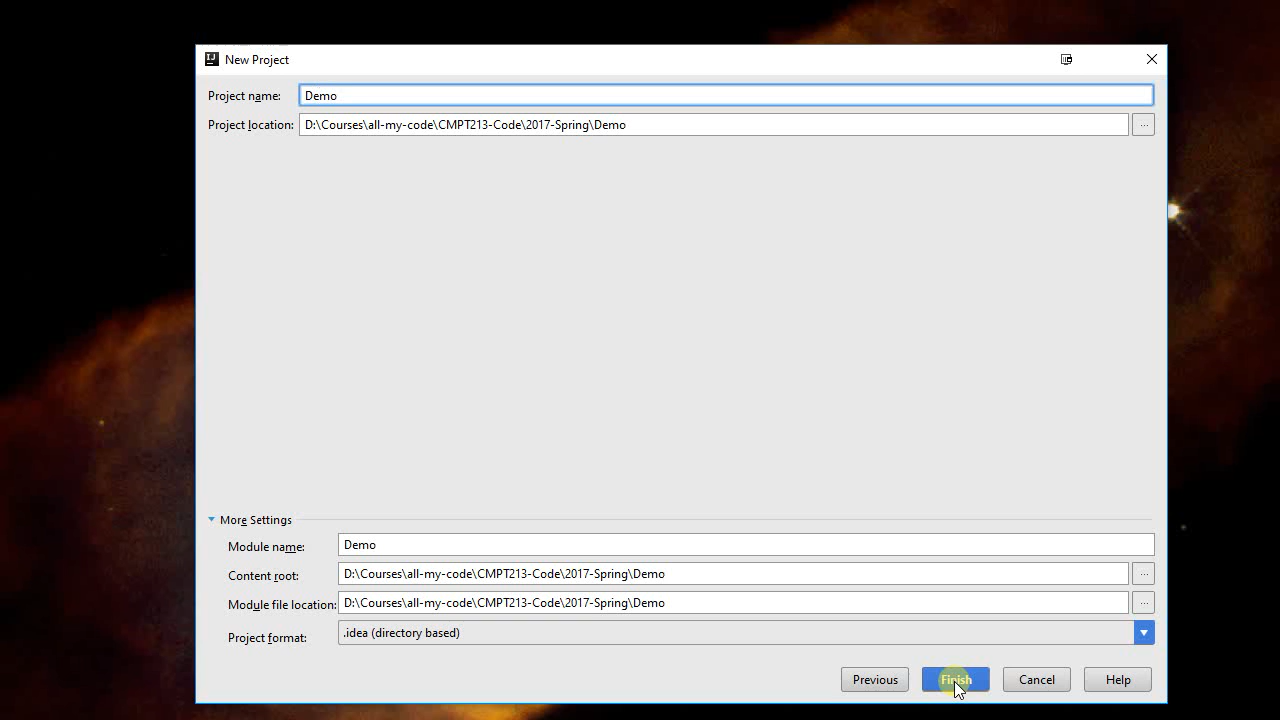 New Project
Project name: Demo
Project location: D:\Courses\all-my-code\CMPT213-Code\2017-Spring\Demo ...
More Settings
Module name: Demo
Content root: D:\Courses\all-my-code\CMPT213-Code\2017-Spring\Demo ...
Module file location: D:\Courses\all-my-code\CMPT213-Code\2017-Spring\Demo ...
Project format: .idea (directory based)
Previous Finish Cancel Help